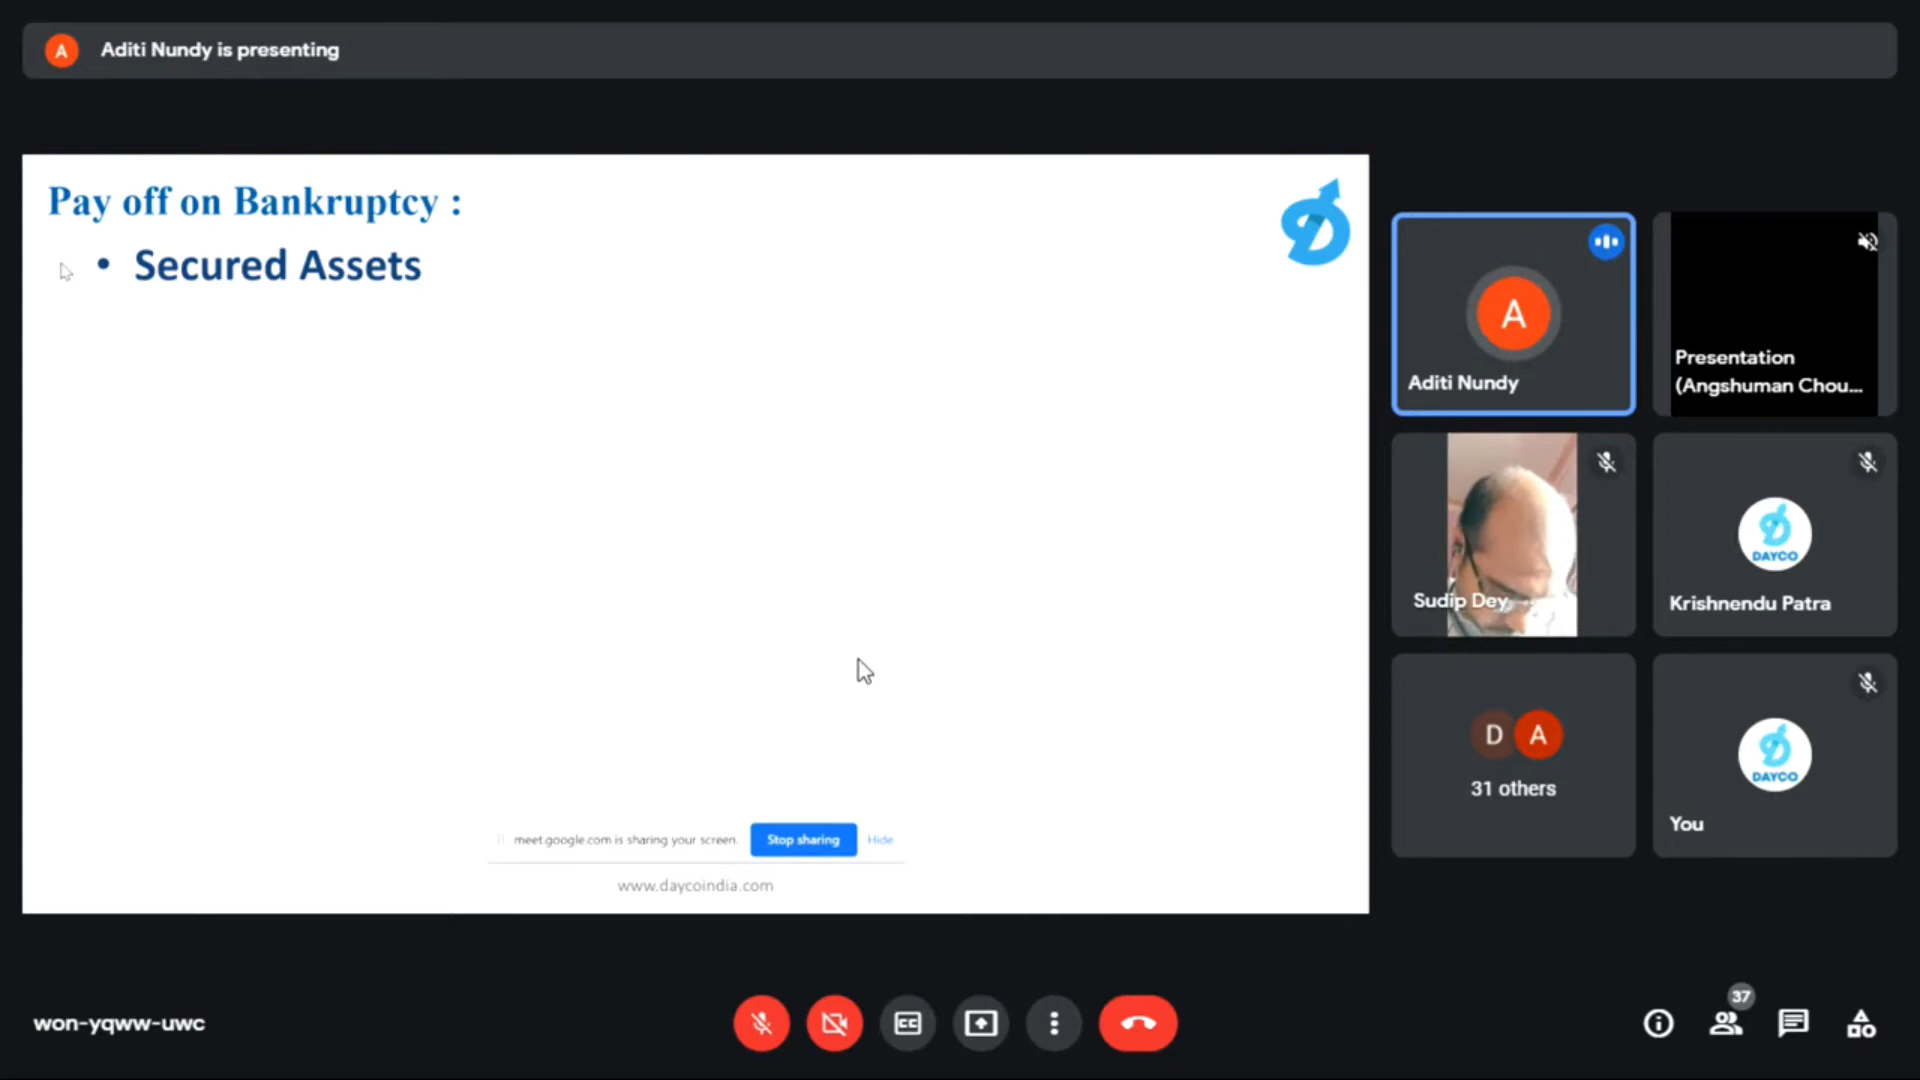 A Aditi Nundy is presenting
Pay off on Bankruptcy :
• Secured Assets
meet.google.com is sharing your screen. Stop sharing Hide
www.daycoindia.com
A
Aditi Nundy
Presentation
(Angshuman Chou...
Sudip Dey
DAYCO
Krishnendu Patra
D A
31 others
DAYCO
You
won-yqww-uwc
CC
37